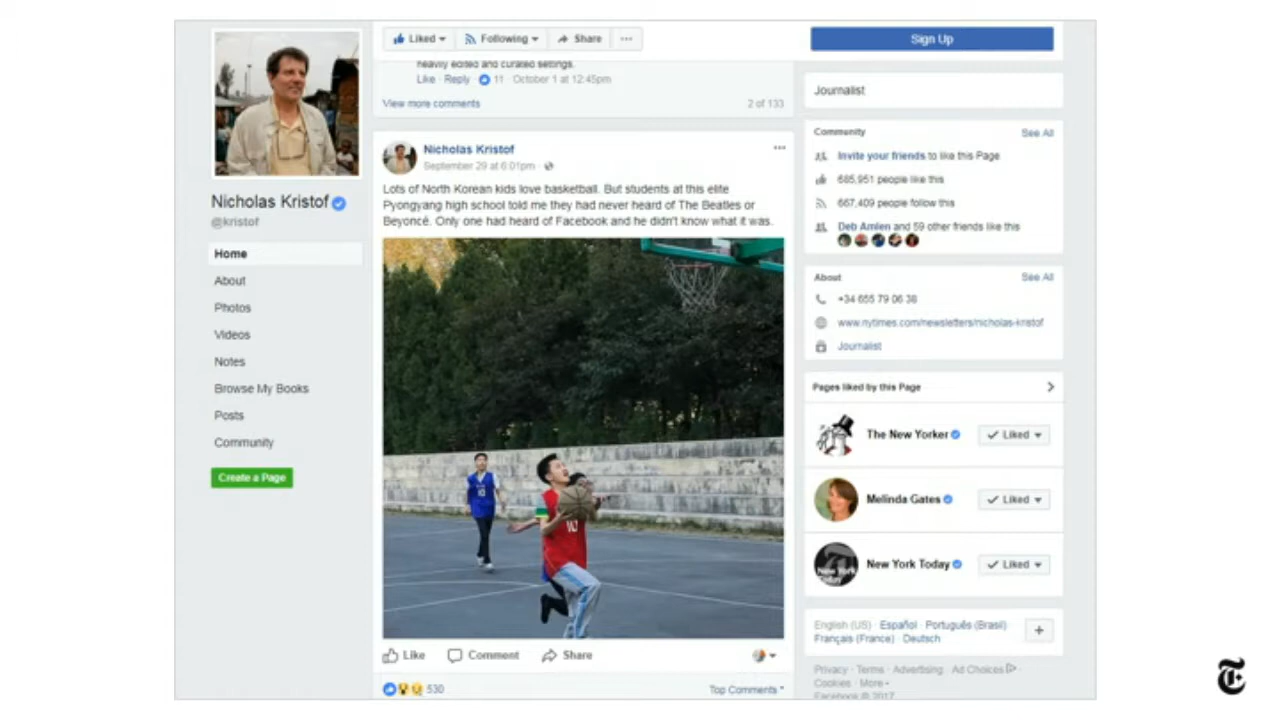 Liked
Following
Share
Sign Up
heavily edited and curated settings.
Like · Reply · 11 · October 1 at 12:45pm
View more comments
2 of 133
Nicholas Kristof
@kristof
Home
About
Photos
Videos
Notes
Browse My Books
Posts
Community
Create a Page
Nicholas Kristof
September 29 at 6:01pm ·
Lots of North Korean kids love basketball. But students at this elite
Pyongyang high school told me they had never heard of The Beatles or
Beyoncé. Only one had heard of Facebook and he didn't know what it was.
10
10
Like
Comment
Share
530
Top Comments
Journalist
Community
See All
Invite your friends to like this Page
685,951 people like this
667,409 people follow this
Deb Amlen and 59 other friends like this
About
See All
+34 655 79 06 38
www.nytimes.com/newsletters/nicholas-kristof
Journalist
Pages liked by this Page
The New Yorker
Liked
Melinda Gates
Liked
New York Today
New York Today
Liked
English (US) · Español · Português (Brasil) ·
Français (France) · Deutsch
Privacy · Terms · Advertising · Ad Choices ·
Cookies · More
Facebook © 2017
T